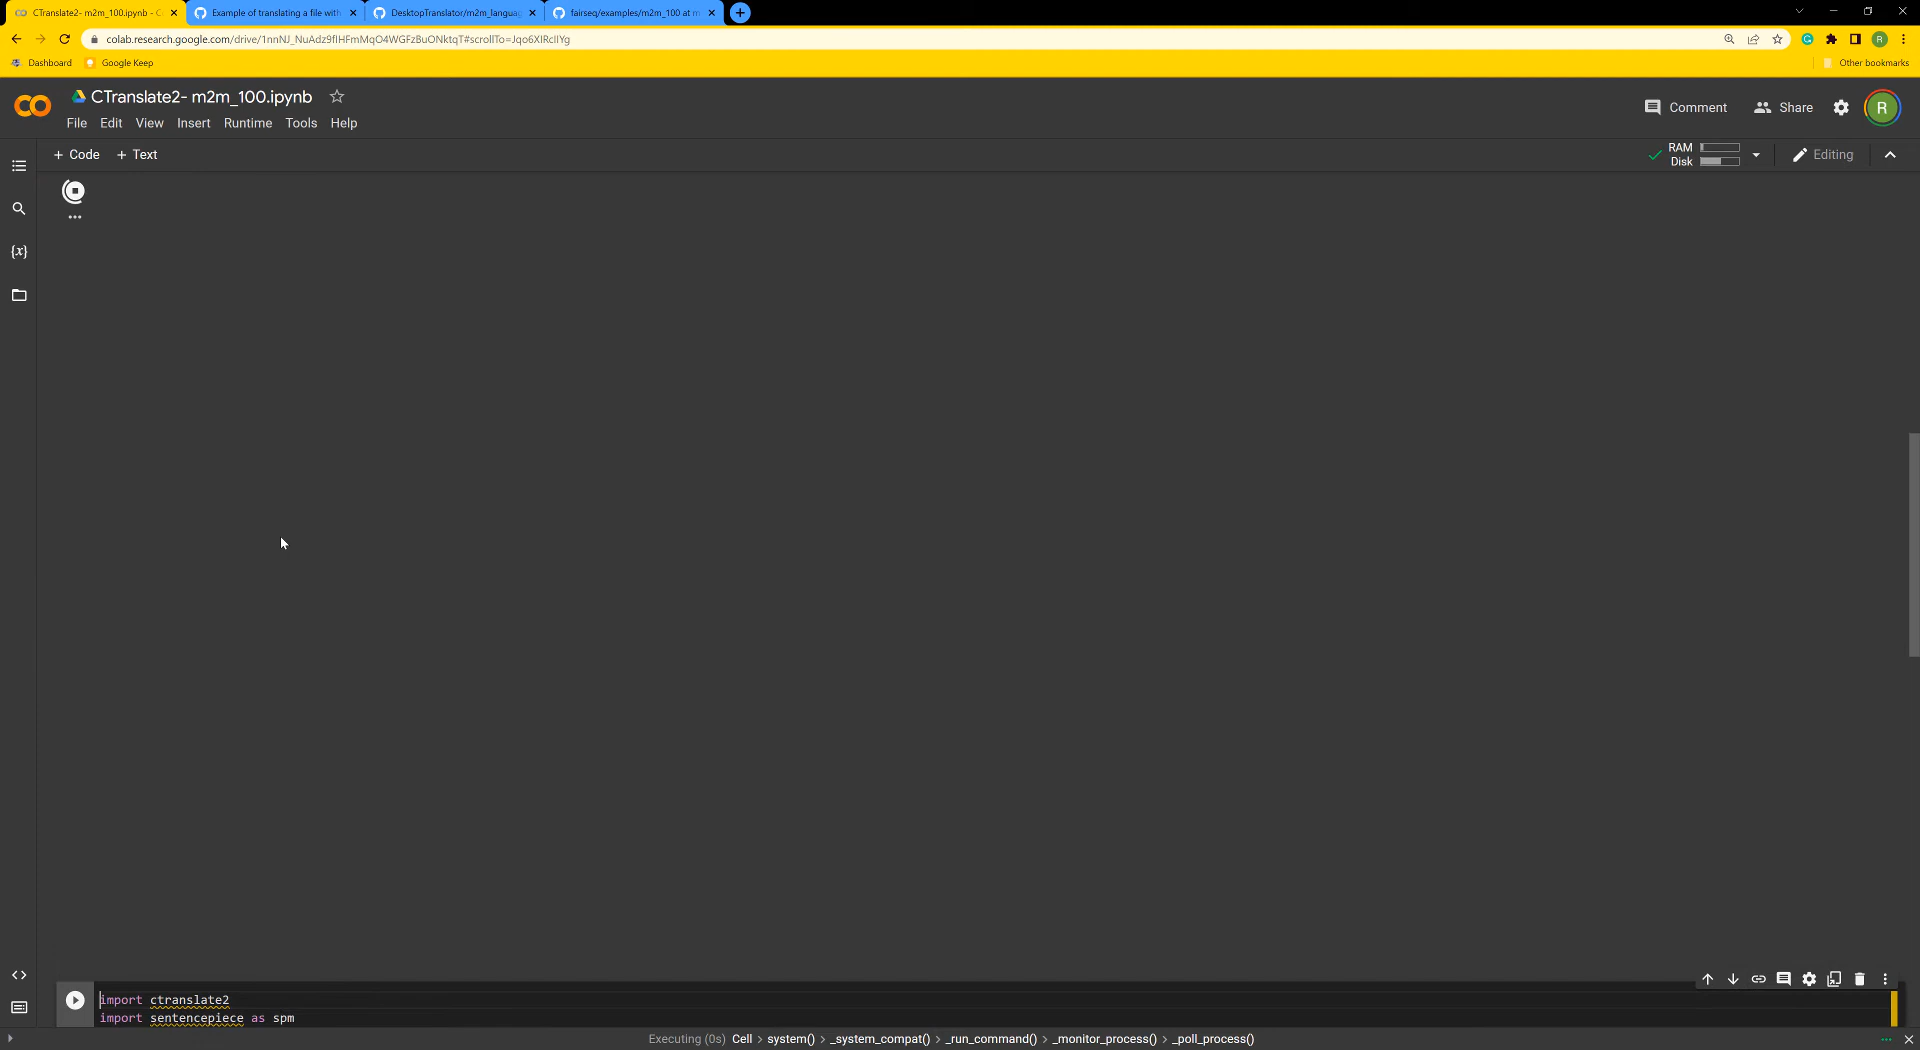 CTranslate2- m2m_100.ipynb - C
Example of translating a file with
DesktopTranslator/m2m_langua
fairseq/examples/m2m_100 at m
colab.research.google.com/drive/1nnNJ_NuAdz9flHFmMqO4WGFzBuONktqT#scrollTo=Jqo6XIRclIYg
Dashboard
Google Keep
Other bookmarks
CTranslate2- m2m_100.ipynb
Comment
Share
R
File Edit View Insert Runtime Tools Help
+ Code + Text
RAM
Disk
Editing
{x}
import ctranslate2
import sentencepiece as spm
Executing (0s) Cell > system() > _system_compat() > _run_command() > _monitor_process() > _poll_process()